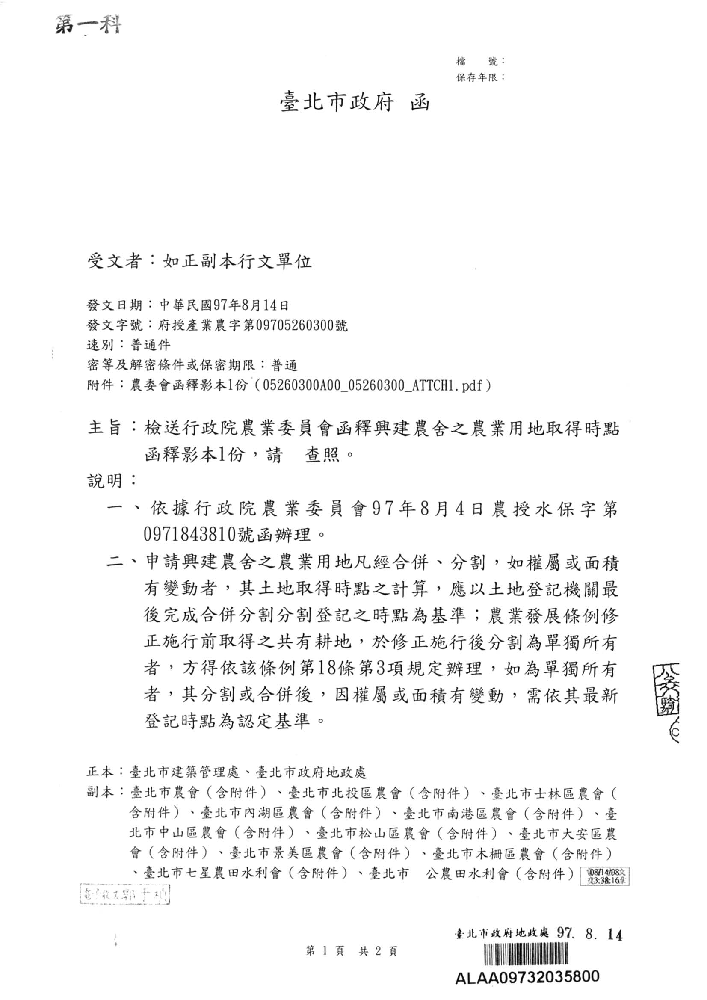 第一科
檔　　號：
保存年限：
臺北市政府 函
受文者：如正副本行文單位
發文日期：中華民國97年8月14日
發文字號：府授產業農字第09705260300號
速別：普通件
密等及解密條件或保密期限：普通
附件：農委會函釋影本1份（05260300A00_05260300_ATTCH1.pdf）
主旨：檢送行政院農業委員會函釋興建農舍之農業用地取得時點
函釋影本1份，請　查照。
說明：
一、依據行政院農業委員會97年8月4日農授水保字第
0971843810號函辦理。
二、申請興建農舍之農業用地凡經合併、分割，如權屬或面積
有變動者，其土地取得時點之計算，應以土地登記機關最
後完成合併分割分割登記之時點為基準；農業發展條例修
正施行前取得之共有耕地，於修正施行後分割為單獨所有
者，方得依該條例第18條第3項規定辦理，如為單獨所有
者，其分割或合併後，因權屬或面積有變動，需依其最新
登記時點為認定基準。
正本：臺北市建築管理處、臺北市政府地政處
副本：臺北市農會（含附件）、臺北市北投區農會（含附件）、臺北市士林區農會（
含附件）、臺北市內湖區農會（含附件）、臺北市南港區農會（含附件）、臺
北市中山區農會（含附件）、臺北市松山區農會（含附件）、臺北市大安區農
會（含附件）、臺北市景美區農會（含附件）、臺北市木柵區農會（含附件）
、臺北市七星農田水利會（含附件）、臺北市　公農田水利會（含附件）
08/14/08
13:38:16
電子收文
臺北市政府地政處 97. 8. 14
第 1 頁　共 2 頁
ALAA09732035800